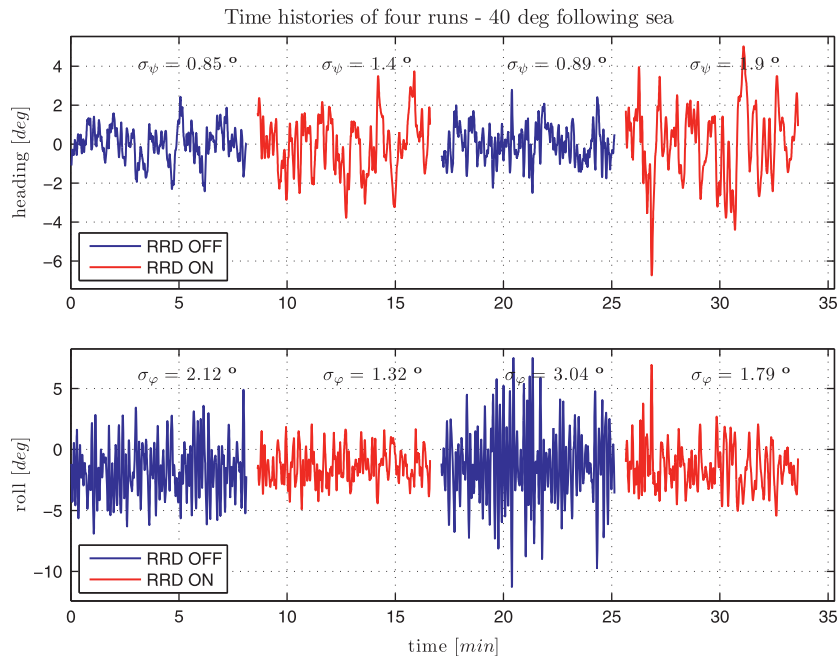 Time histories of four runs - 40 deg following sea
σψ = 0.85 º σψ = 1.4 º σψ = 0.89 º σψ = 1.9 º
4
2
0
−2
−4
−6
heading [deg]
RRD OFF
RRD ON
0 5 10 15 20 25 30 35
σφ = 2.12 º σφ = 1.32 º σφ = 3.04 º σφ = 1.79 º
5
0
−5
−10
roll [deg]
RRD OFF
RRD ON
0 5 10 15 20 25 30 35
time [min]